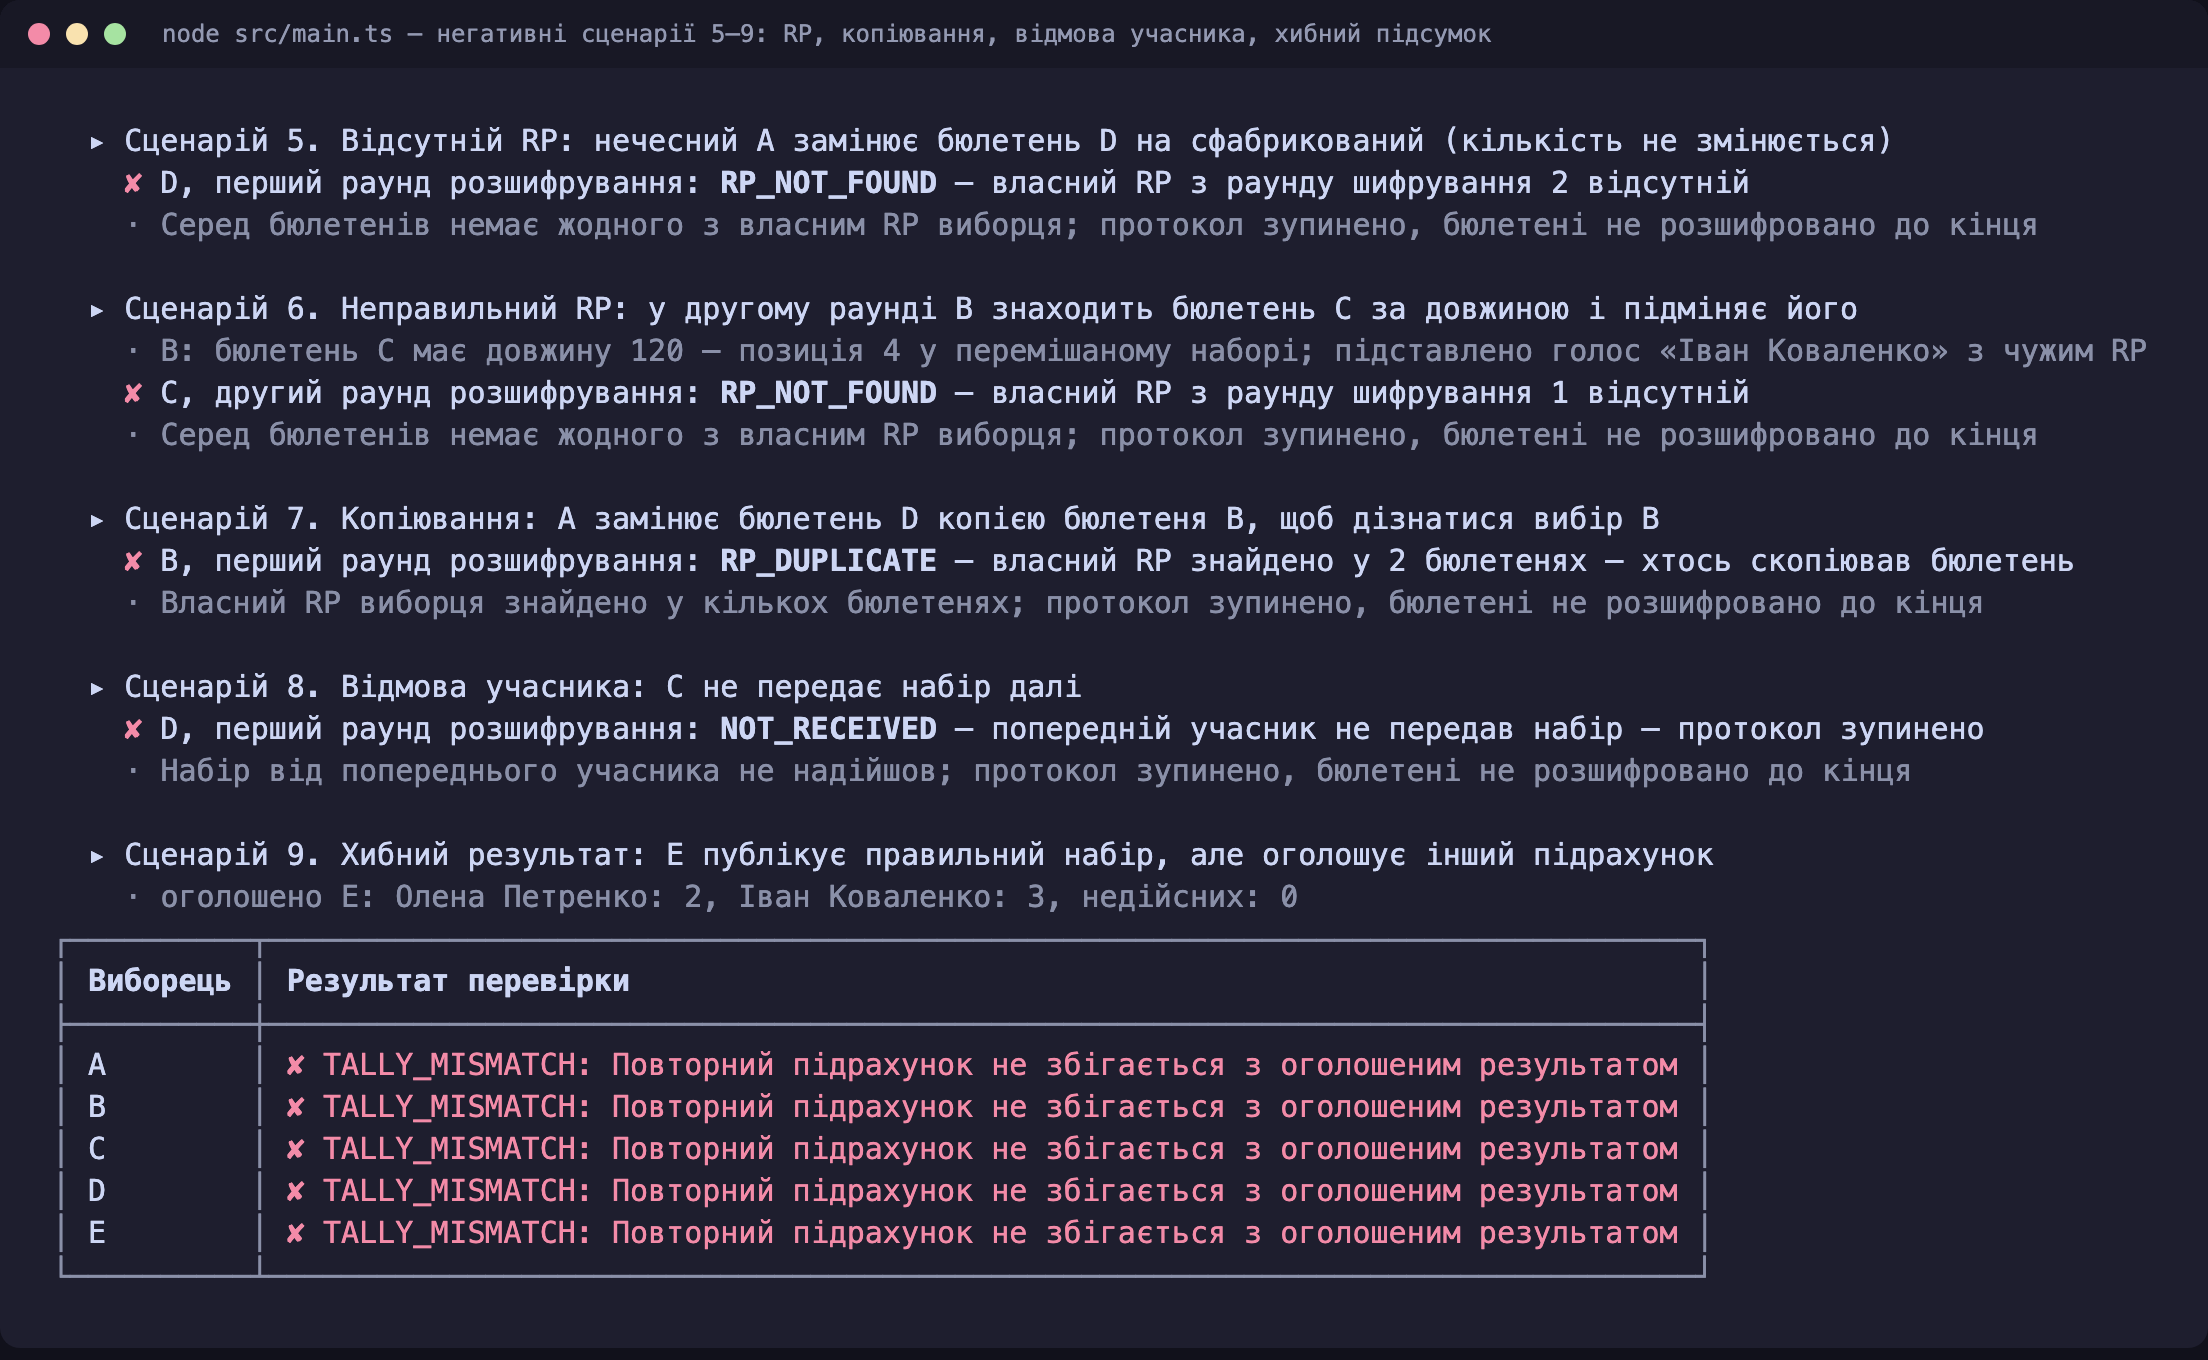 node src/main.ts — негативні сценарії 5–9: RP, копіювання, відмова учасника, хибний підсумок
▸ Сценарій 5. Відсутній RP: нечесний A замінює бюлетень D на сфабрикований (кількість не змінюється)
✘ D, перший раунд розшифрування: RP_NOT_FOUND — власний RP з раунду шифрування 2 відсутній
· Серед бюлетенів немає жодного з власним RP виборця; протокол зупинено, бюлетені не розшифровано до кінця
▸ Сценарій 6. Неправильний RP: у другому раунді B знаходить бюлетень C за довжиною і підміняє його
· B: бюлетень C має довжину 120 — позиція 4 у перемішаному наборі; підставлено голос «Іван Коваленко» з чужим RP
✘ C, другий раунд розшифрування: RP_NOT_FOUND — власний RP з раунду шифрування 1 відсутній
· Серед бюлетенів немає жодного з власним RP виборця; протокол зупинено, бюлетені не розшифровано до кінця
▸ Сценарій 7. Копіювання: A замінює бюлетень D копією бюлетеня B, щоб дізнатися вибір B
✘ B, перший раунд розшифрування: RP_DUPLICATE — власний RP знайдено у 2 бюлетенях — хтось скопіював бюлетень
· Власний RP виборця знайдено у кількох бюлетенях; протокол зупинено, бюлетені не розшифровано до кінця
▸ Сценарій 8. Відмова учасника: C не передає набір далі
✘ D, перший раунд розшифрування: NOT_RECEIVED — попередній учасник не передав набір — протокол зупинено
· Набір від попереднього учасника не надійшов; протокол зупинено, бюлетені не розшифровано до кінця
▸ Сценарій 9. Хибний результат: E публікує правильний набір, але оголошує інший підрахунок
· оголошено E: Олена Петренко: 2, Іван Коваленко: 3, недійсних: 0
Виборець Результат перевірки
A ✘ TALLY_MISMATCH: Повторний підрахунок не збігається з оголошеним результатом
B ✘ TALLY_MISMATCH: Повторний підрахунок не збігається з оголошеним результатом
C ✘ TALLY_MISMATCH: Повторний підрахунок не збігається з оголошеним результатом
D ✘ TALLY_MISMATCH: Повторний підрахунок не збігається з оголошеним результатом
E ✘ TALLY_MISMATCH: Повторний підрахунок не збігається з оголошеним результатом